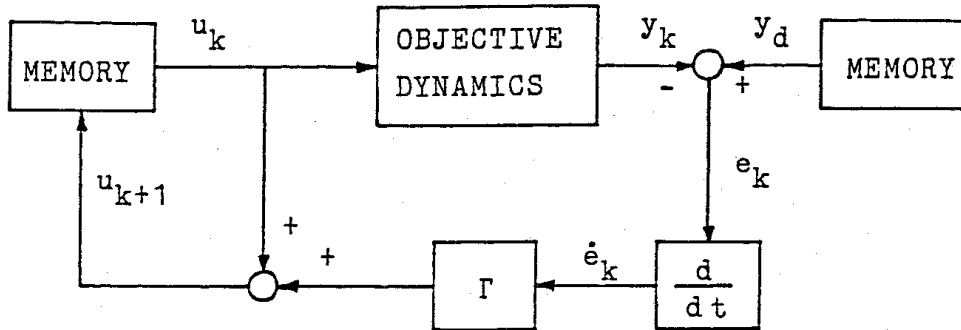 u_k
OBJECTIVE
DYNAMICS
y_k
y_d
MEMORY
MEMORY
-
+
u_{k+1}
e_k
+
+
ė_k
Γ
d
dt